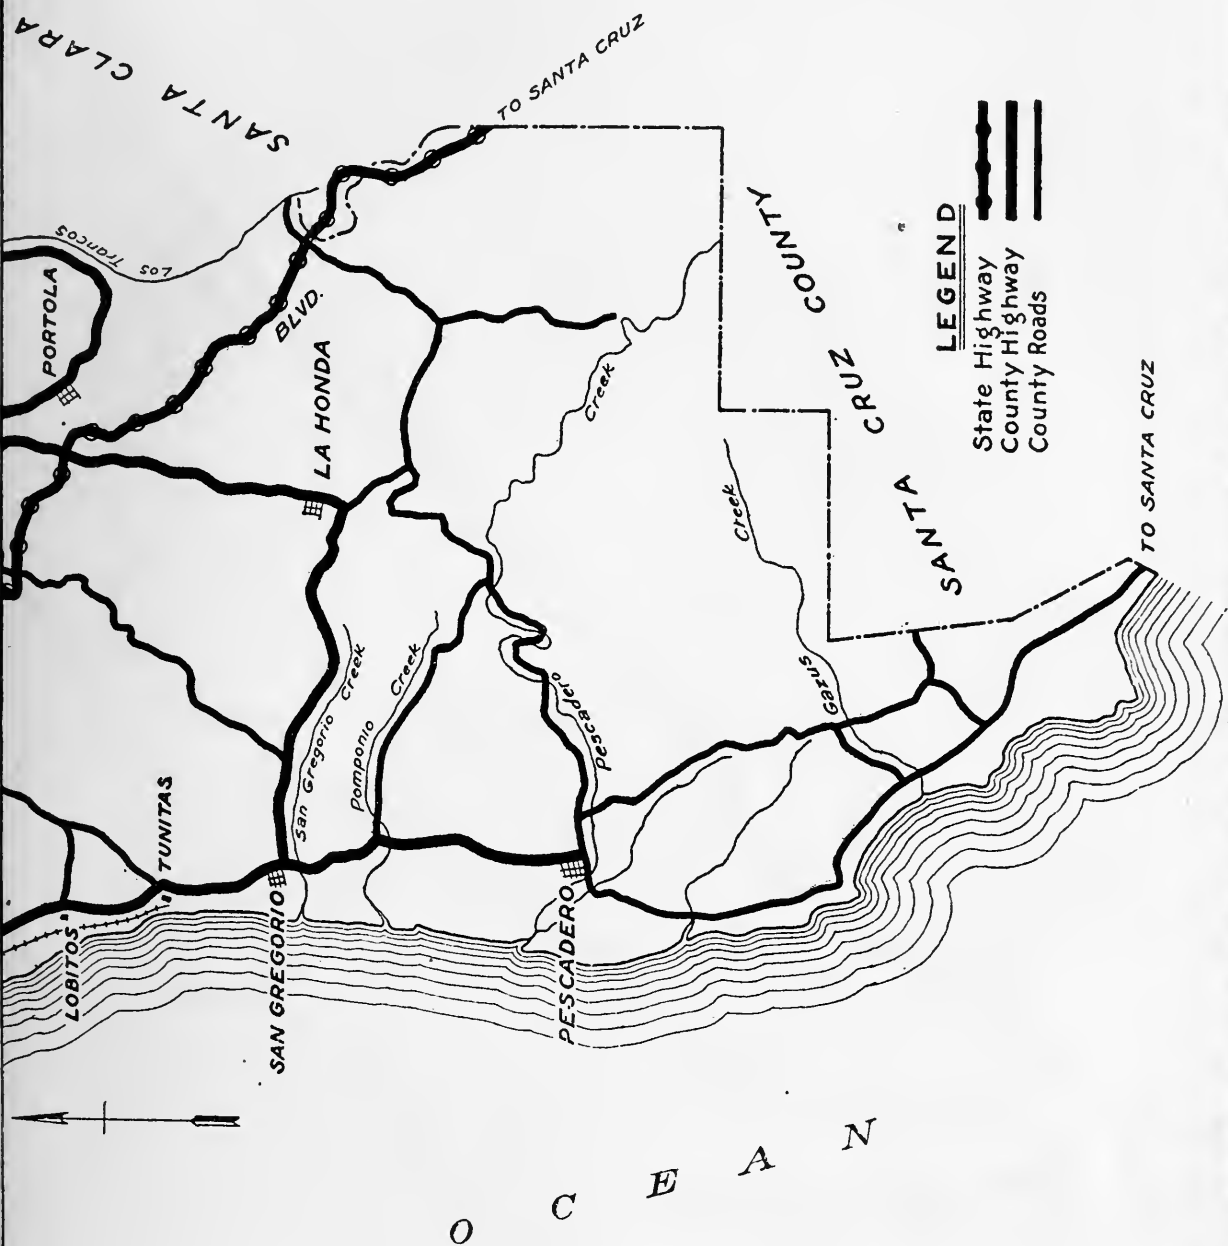 SANTA CLARA
TO SANTA CRUZ
Los Trancos
PORTOLA
BLVD.
LA HONDA
Creek
SANTA CRUZ COUNTY
LEGEND
State Highway
County Highway
County Roads
Creek
San Gregorio Creek
Pomponio Creek
Pescadero
Gazus
TUNITAS
LOBITOS
SAN GREGORIO
PESCADERO
TO SANTA CRUZ
OCEAN